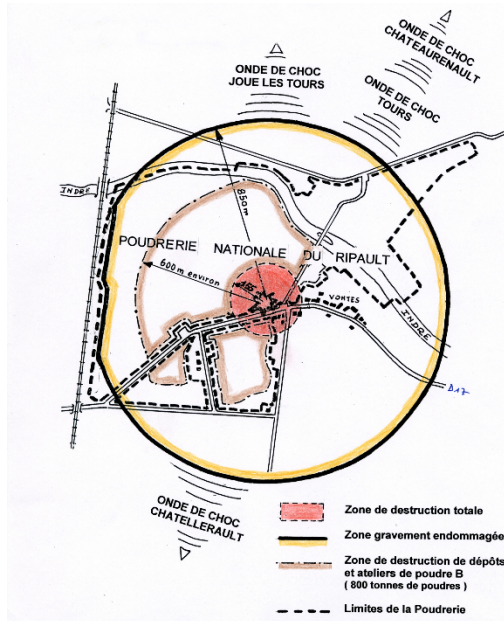 ONDE DE CHOC
CHATEAURENAULT
ONDE DE CHOC
JOUE LES TOURS
ONDE DE CHOC
TOURS
INDRE
850m
POUDRERIE NATIONALE DU RIPAULT
600m environ
VONTES
INDRE
D17
ONDE DE CHOC
CHATELLERAULT
Zone de destruction totale
Zone gravement endommagée
Zone de destruction de dépôts
et ateliers de poudre B
( 800 tonnes de poudres )
Limites de la Poudrerie